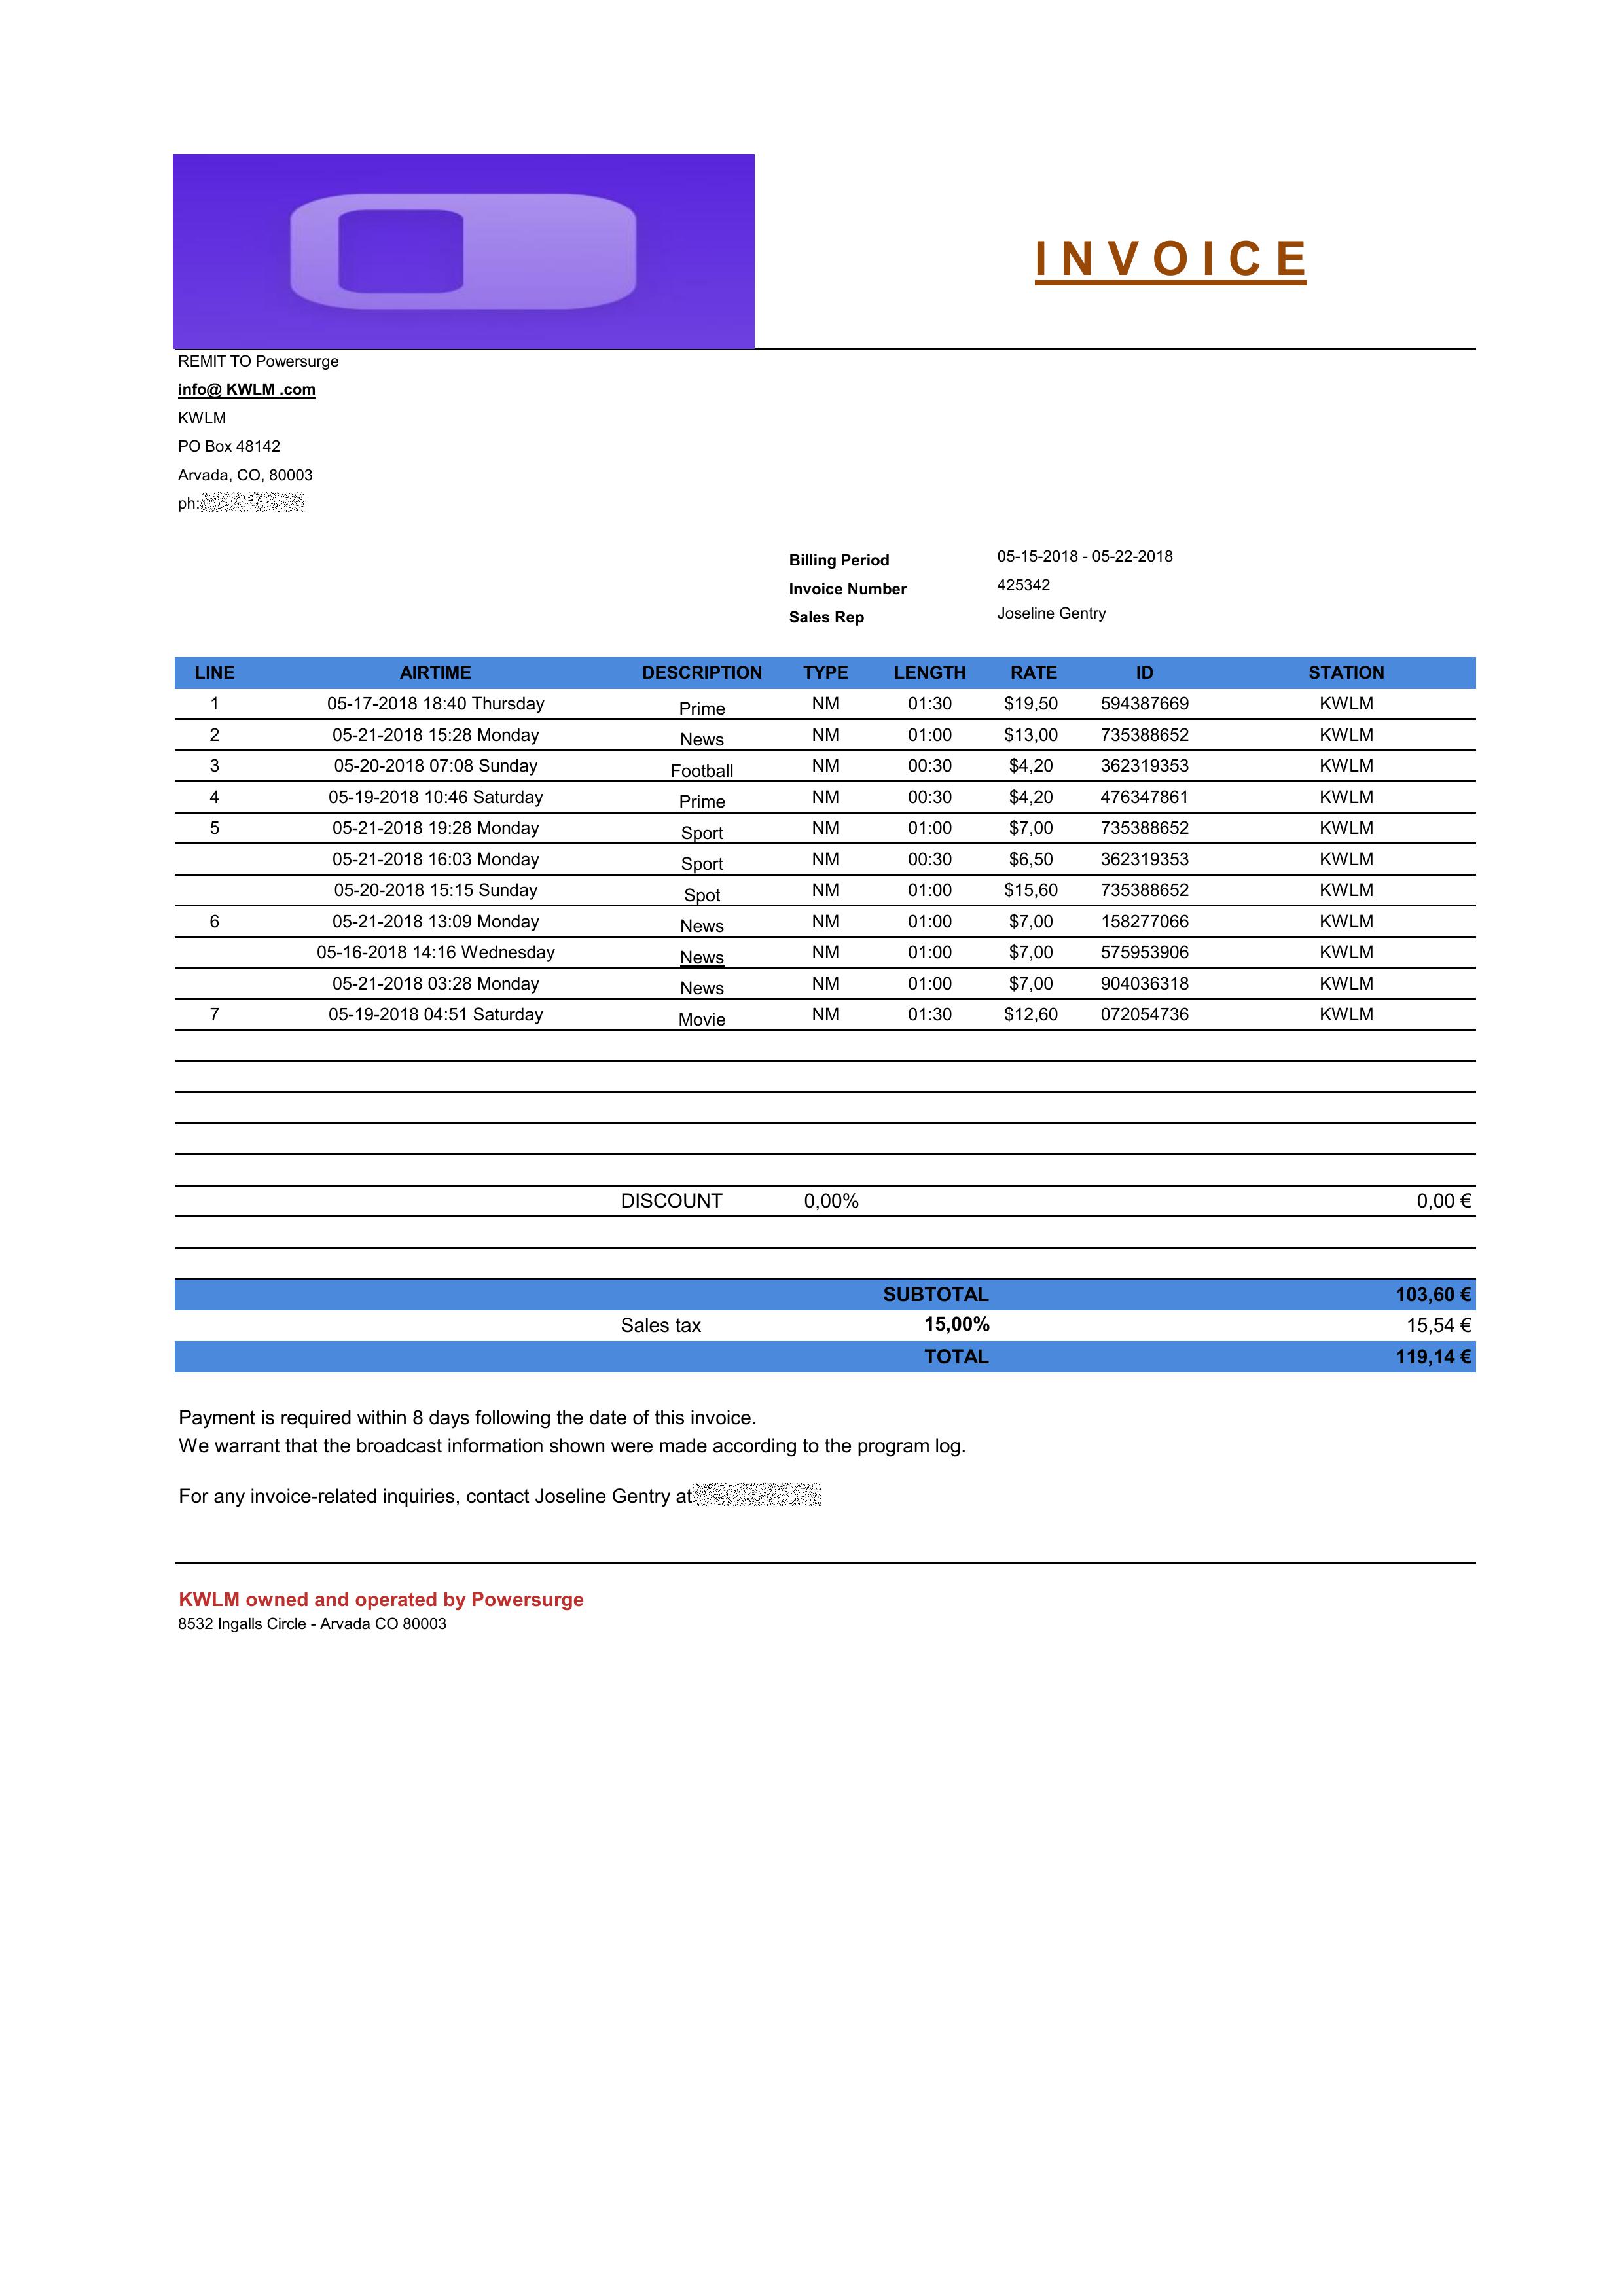 I N V O I C E
REMIT TO Powersurge
info@ KWLM .com
KWLM
PO Box 48142
Arvada, CO, 80003
ph:
Billing Period 05-15-2018 - 05-22-2018
Invoice Number 425342
Sales Rep Joseline Gentry
LINE AIRTIME DESCRIPTION TYPE LENGTH RATE ID STATION
1 05-17-2018 18:40 Thursday Prime NM 01:30 $19,50 594387669 KWLM
2 05-21-2018 15:28 Monday News NM 01:00 $13,00 735388652 KWLM
3 05-20-2018 07:08 Sunday Football NM 00:30 $4,20 362319353 KWLM
4 05-19-2018 10:46 Saturday Prime NM 00:30 $4,20 476347861 KWLM
5 05-21-2018 19:28 Monday Sport NM 01:00 $7,00 735388652 KWLM
05-21-2018 16:03 Monday Sport NM 00:30 $6,50 362319353 KWLM
05-20-2018 15:15 Sunday Spot NM 01:00 $15,60 735388652 KWLM
6 05-21-2018 13:09 Monday News NM 01:00 $7,00 158277066 KWLM
05-16-2018 14:16 Wednesday News NM 01:00 $7,00 575953906 KWLM
05-21-2018 03:28 Monday News NM 01:00 $7,00 904036318 KWLM
7 05-19-2018 04:51 Saturday Movie NM 01:30 $12,60 072054736 KWLM
DISCOUNT 0,00% 0,00 €
SUBTOTAL 103,60 €
Sales tax 15,00% 15,54 €
TOTAL 119,14 €
Payment is required within 8 days following the date of this invoice.
We warrant that the broadcast information shown were made according to the program log.
For any invoice-related inquiries, contact Joseline Gentry at
KWLM owned and operated by Powersurge
8532 Ingalls Circle - Arvada CO 80003